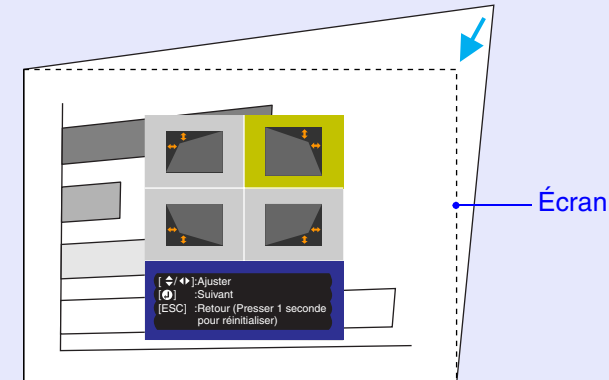 Écran
[ / ]:Ajuster
[ ] :Suivant
[ESC] :Retour (Presser 1 seconde
pour réinitialiser)